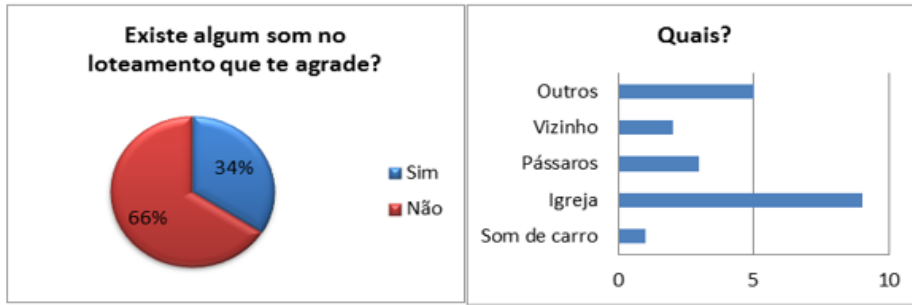 Existe algum som no
loteamento que te agrade?
34%
66%
Sim
Não
Quais?
Outros
Vizinho
Pássaros
Igreja
Som de carro
0
5
10